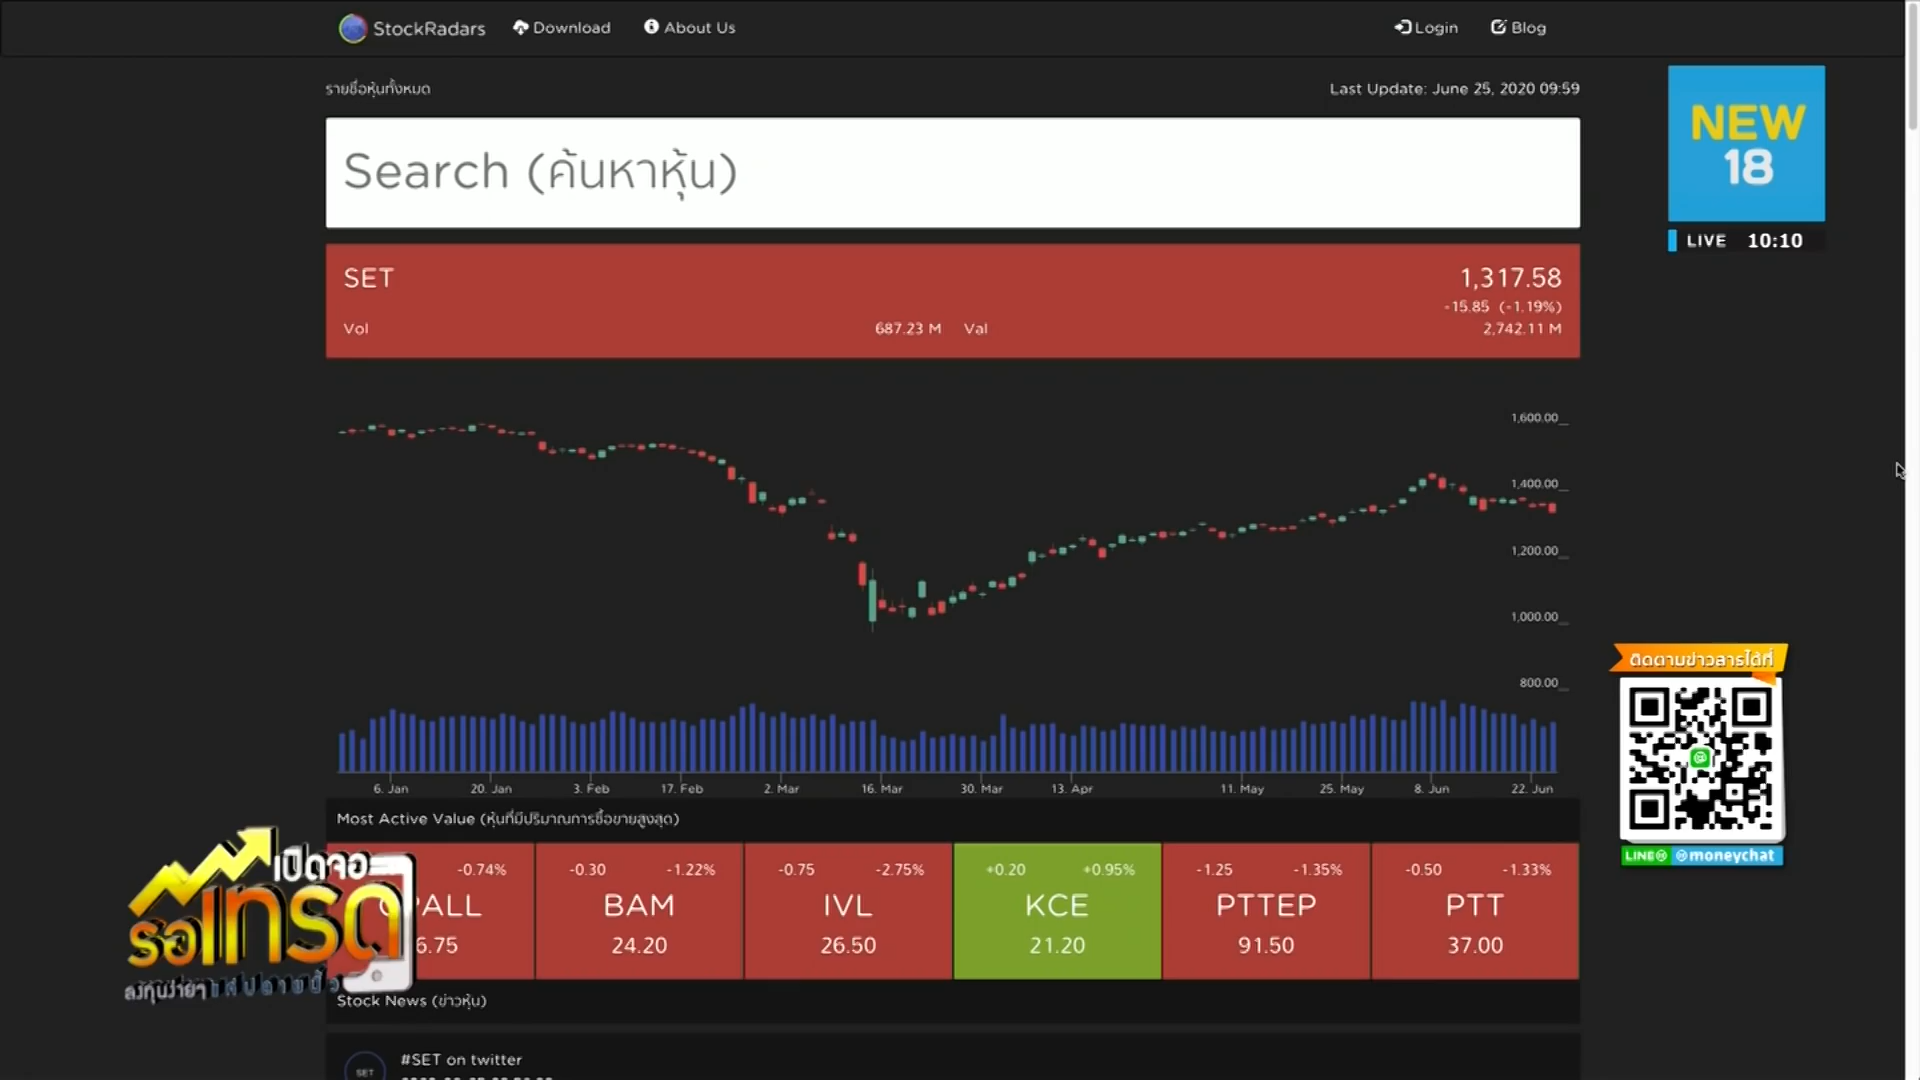 StockRadars Download About Us Login Blog
รายชื่อหุ้นทั้งหมด Last Update: June 25, 2020 09:59
NEW
18
LIVE 10:10
Search (ค้นหาหุ้น)
SET 1,317.58
-15.85 (-1.19%)
Vol 687.23 M Val 2,742.11 M
1,600.00
1,400.00
1,200.00
1,000.00
800.00
6. Jan 20. Jan 3. Feb 17. Feb 2. Mar 16. Mar 30. Mar 13. Apr 11. May 25. May 8. Jun 22. Jun
ติดตามข่าวสารได้ที่
LINE@ @moneychat
Most Active Value (หุ้นที่มีปริมาณการซื้อขายสูงสุด)
-0.74% -0.30 -1.22% -0.75 -2.75% +0.20 +0.95% -1.25 -1.35% -0.50 -1.33%
PALL BAM IVL KCE PTTEP PTT
6.75 24.20 26.50 21.20 91.50 37.00
เปิดจอ
รอเทรด
ลงทุนง่ายๆ
Stock News (ข่าวหุ้น)
#SET on twitter
SET